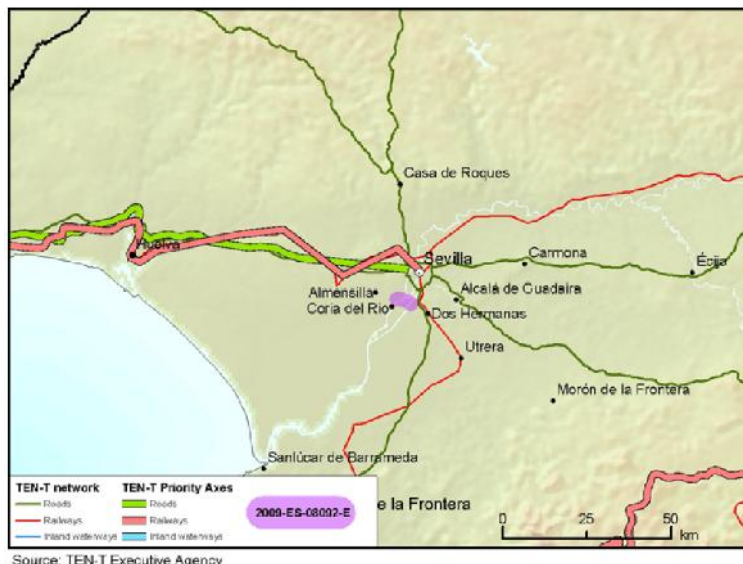 Casa de Roques
Huelva
Sevilla
Carmona
Écija
Almensilla
Alcalá de Guadaira
Coria del Rio
Dos Hermanas
Utrera
Morón de la Frontera
Sanlúcar de Barrameda
TEN-T network
TEN-T Priority Axes
Roads
Roads
Railways
Railways
Inland waterways
Inland waterways
2009-ES-08092-E
de la Frontera
0 25 50
km
Source: TEN-T Executive Agency